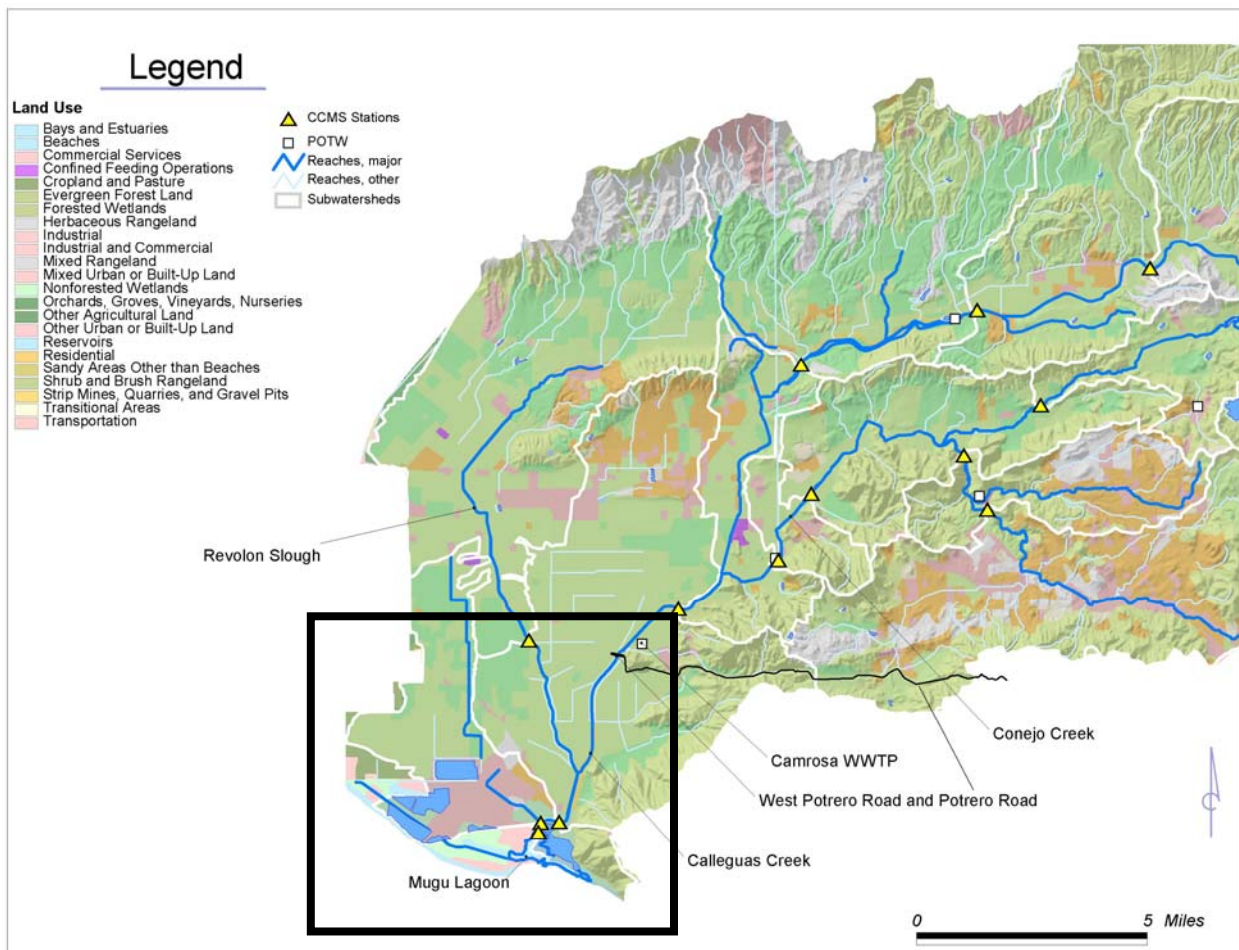 Legend
Land Use
Bays and Estuaries
Beaches
Commercial Services
Confined Feeding Operations
Cropland and Pasture
Evergreen Forest Land
Forested Wetlands
Herbaceous Rangeland
Industrial
Industrial and Commercial
Mixed Rangeland
Mixed Urban or Built-Up Land
Nonforested Wetlands
Orchards, Groves, Vineyards, Nurseries
Other Agricultural Land
Other Urban or Built-Up Land
Reservoirs
Residential
Sandy Areas Other than Beaches
Shrub and Brush Rangeland
Strip Mines, Quarries, and Gravel Pits
Transitional Areas
Transportation
CCMS Stations
POTW
Reaches, major
Reaches, other
Subwatersheds
Revolon Slough
Conejo Creek
Camrosa WWTP
West Potrero Road and Potrero Road
Calleguas Creek
Mugu Lagoon
0 5 Miles